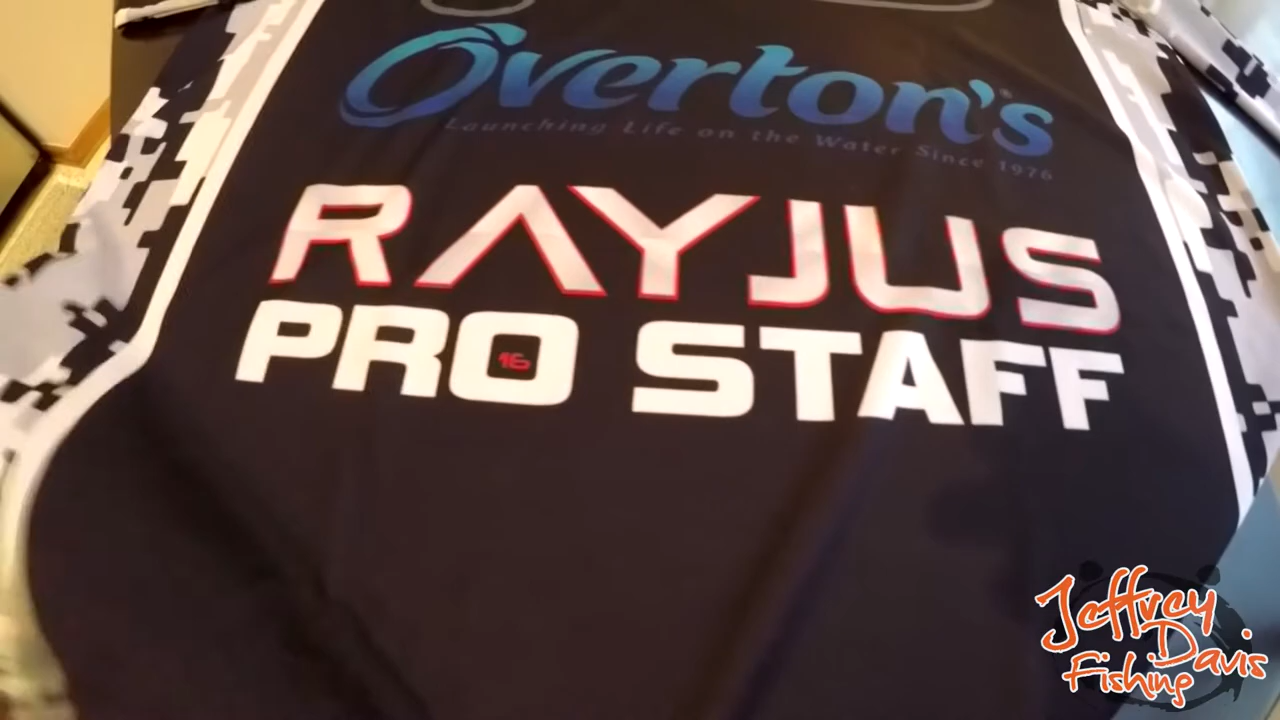 Overton's
Launching Life on the Water Since 1976
RAYJUS
PRO STAFF
16
Jeffrey
Davis
Fishing